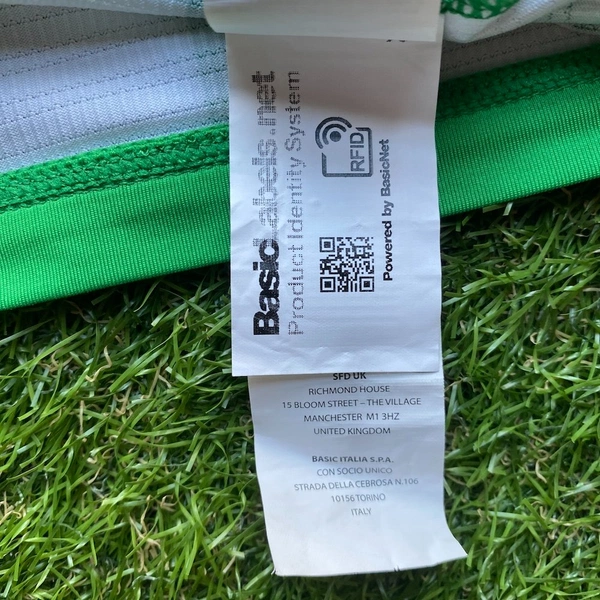 BasicLabels.net
Product Identity System
RFID
Powered by BasicNet
SFD UK
RICHMOND HOUSE
15 BLOOM STREET – THE VILLAGE
MANCHESTER M1 3HZ
UNITED KINGDOM
BASIC ITALIA S.P.A.
CON SOCIO UNICO
STRADA DELLA CEBROSA N.106
10156 TORINO
ITALY